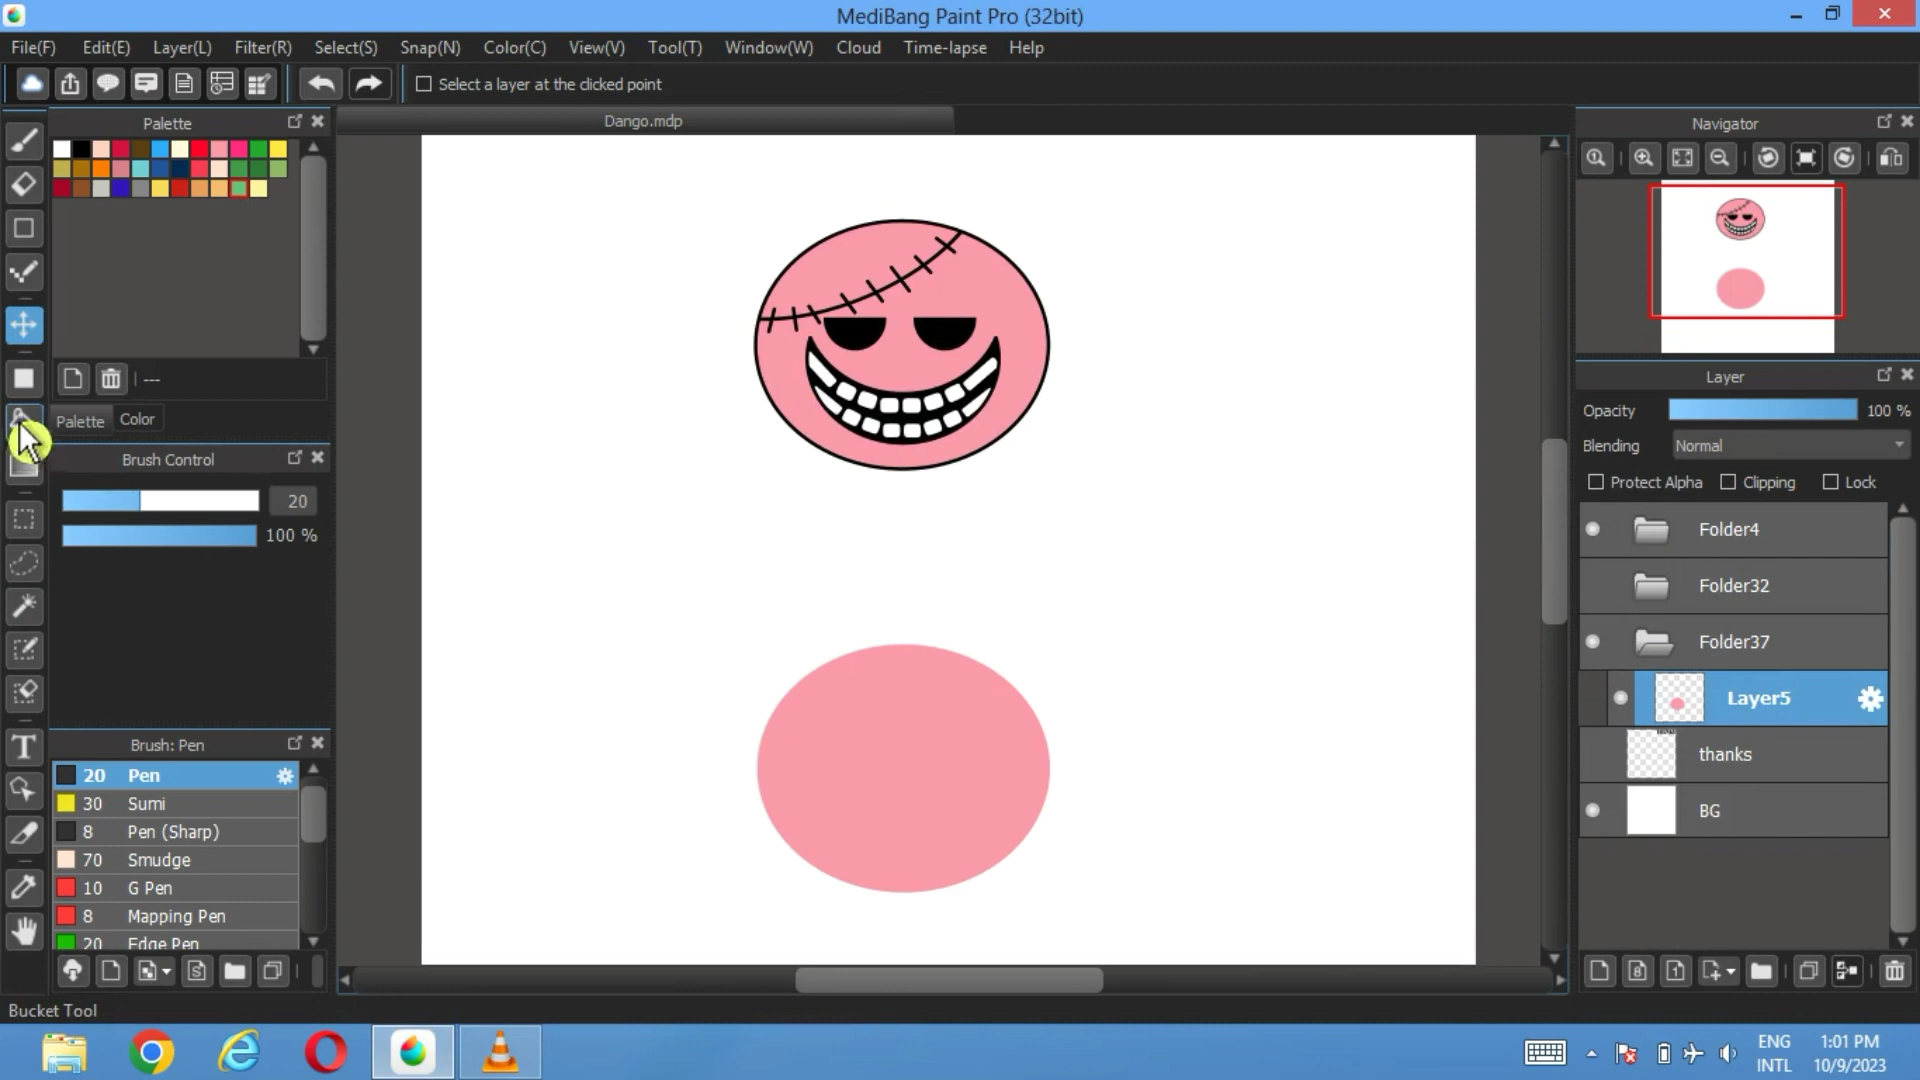 MediBang Paint Pro (32bit)
File(F) Edit(E) Layer(L) Filter(R) Select(S) Snap(N) Color(C) View(V) Tool(T) Window(W) Cloud Time-lapse Help
Select a layer at the clicked point
Palette
Dango.mdp
Navigator
---
Palette Color
Brush Control
20
100 %
Brush: Pen
20 Pen
30 Sumi
8 Pen (Sharp)
70 Smudge
10 G Pen
8 Mapping Pen
20 Edge Pen
Layer
Opacity 100 %
Blending Normal
Protect Alpha Clipping Lock
Folder4
Folder32
Folder37
Layer5
thanks
BG
Bucket Tool
ENG
INTL
1:01 PM
10/9/2023